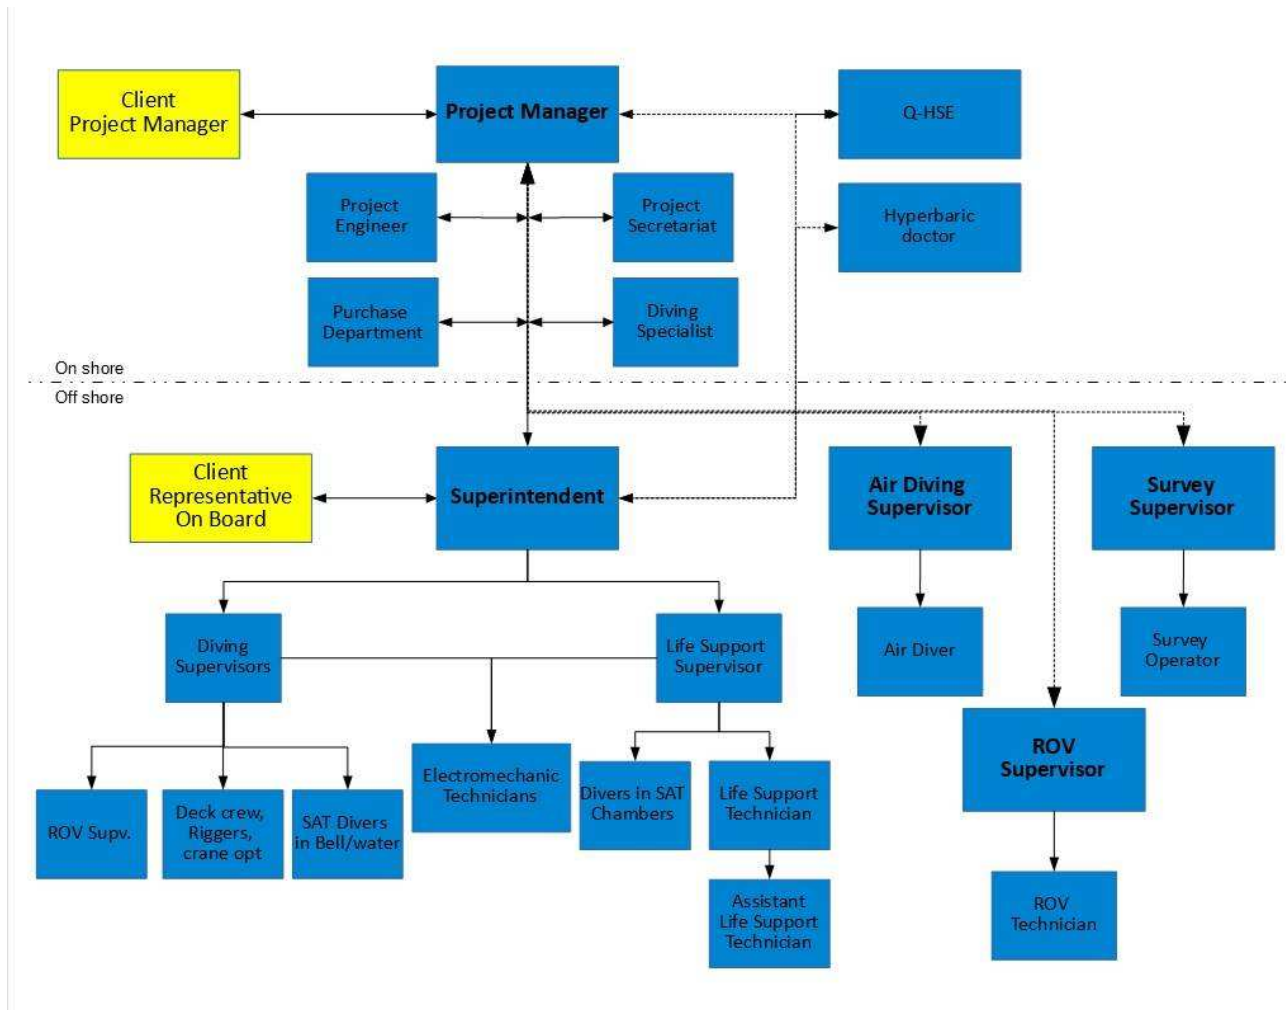 Client
Project Manager
Project Manager
Q-HSE
Project
Engineer
Project
Secretariat
Hyperbaric
doctor
Purchase
Department
Diving
Specialist
On shore
Off shore
Client
Representative
On Board
Superintendent
Air Diving
Supervisor
Survey
Supervisor
Diving
Supervisors
Life Support
Supervisor
Air Diver
Survey
Operator
ROV
Supervisor
ROV Supv.
Deck crew,
Riggers,
crane opt
SAT Divers
in Bell/water
Electromechanic
Technicians
Divers in SAT
Chambers
Life Support
Technician
Assistant
Life Support
Technician
ROV
Technician